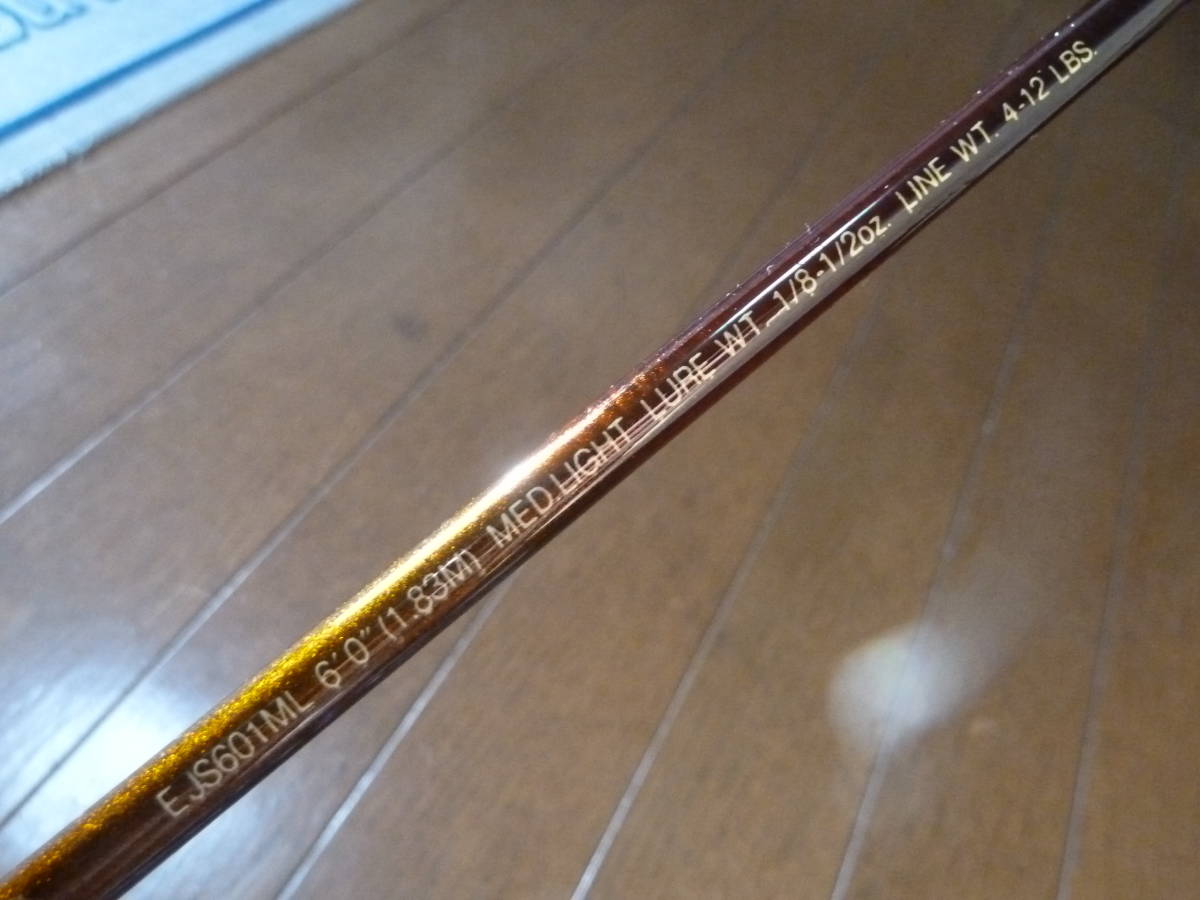 EJS601ML 6'0" (1.83M) MED.LIGHT LURE WT. 1/8-1/2oz. LINE WT. 4-12 LBS.